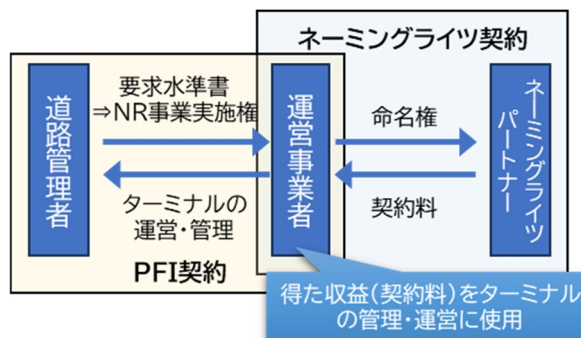 ネーミングライツ契約
道路管理者
要求水準書
⇒NR事業実施権
ターミナルの
運営・管理
運営事業者
命名権
契約料
ネーミングライツ
パートナー
PFI契約
得た収益(契約料)をターミナル
の管理・運営に使用